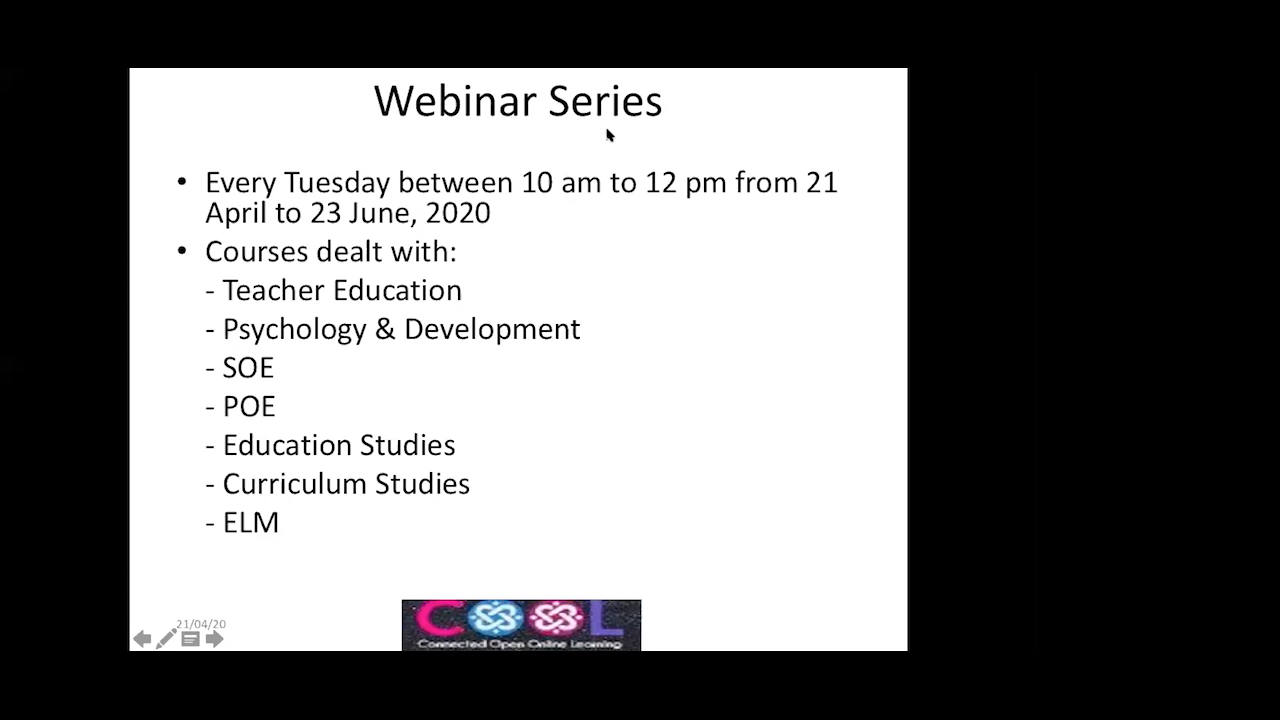 Webinar Series
• Every Tuesday between 10 am to 12 pm from 21
April to 23 June, 2020
• Courses dealt with:
- Teacher Education
- Psychology & Development
- SOE
- POE
- Education Studies
- Curriculum Studies
- ELM
21/04/20
COOL
Connected Open Online Learning